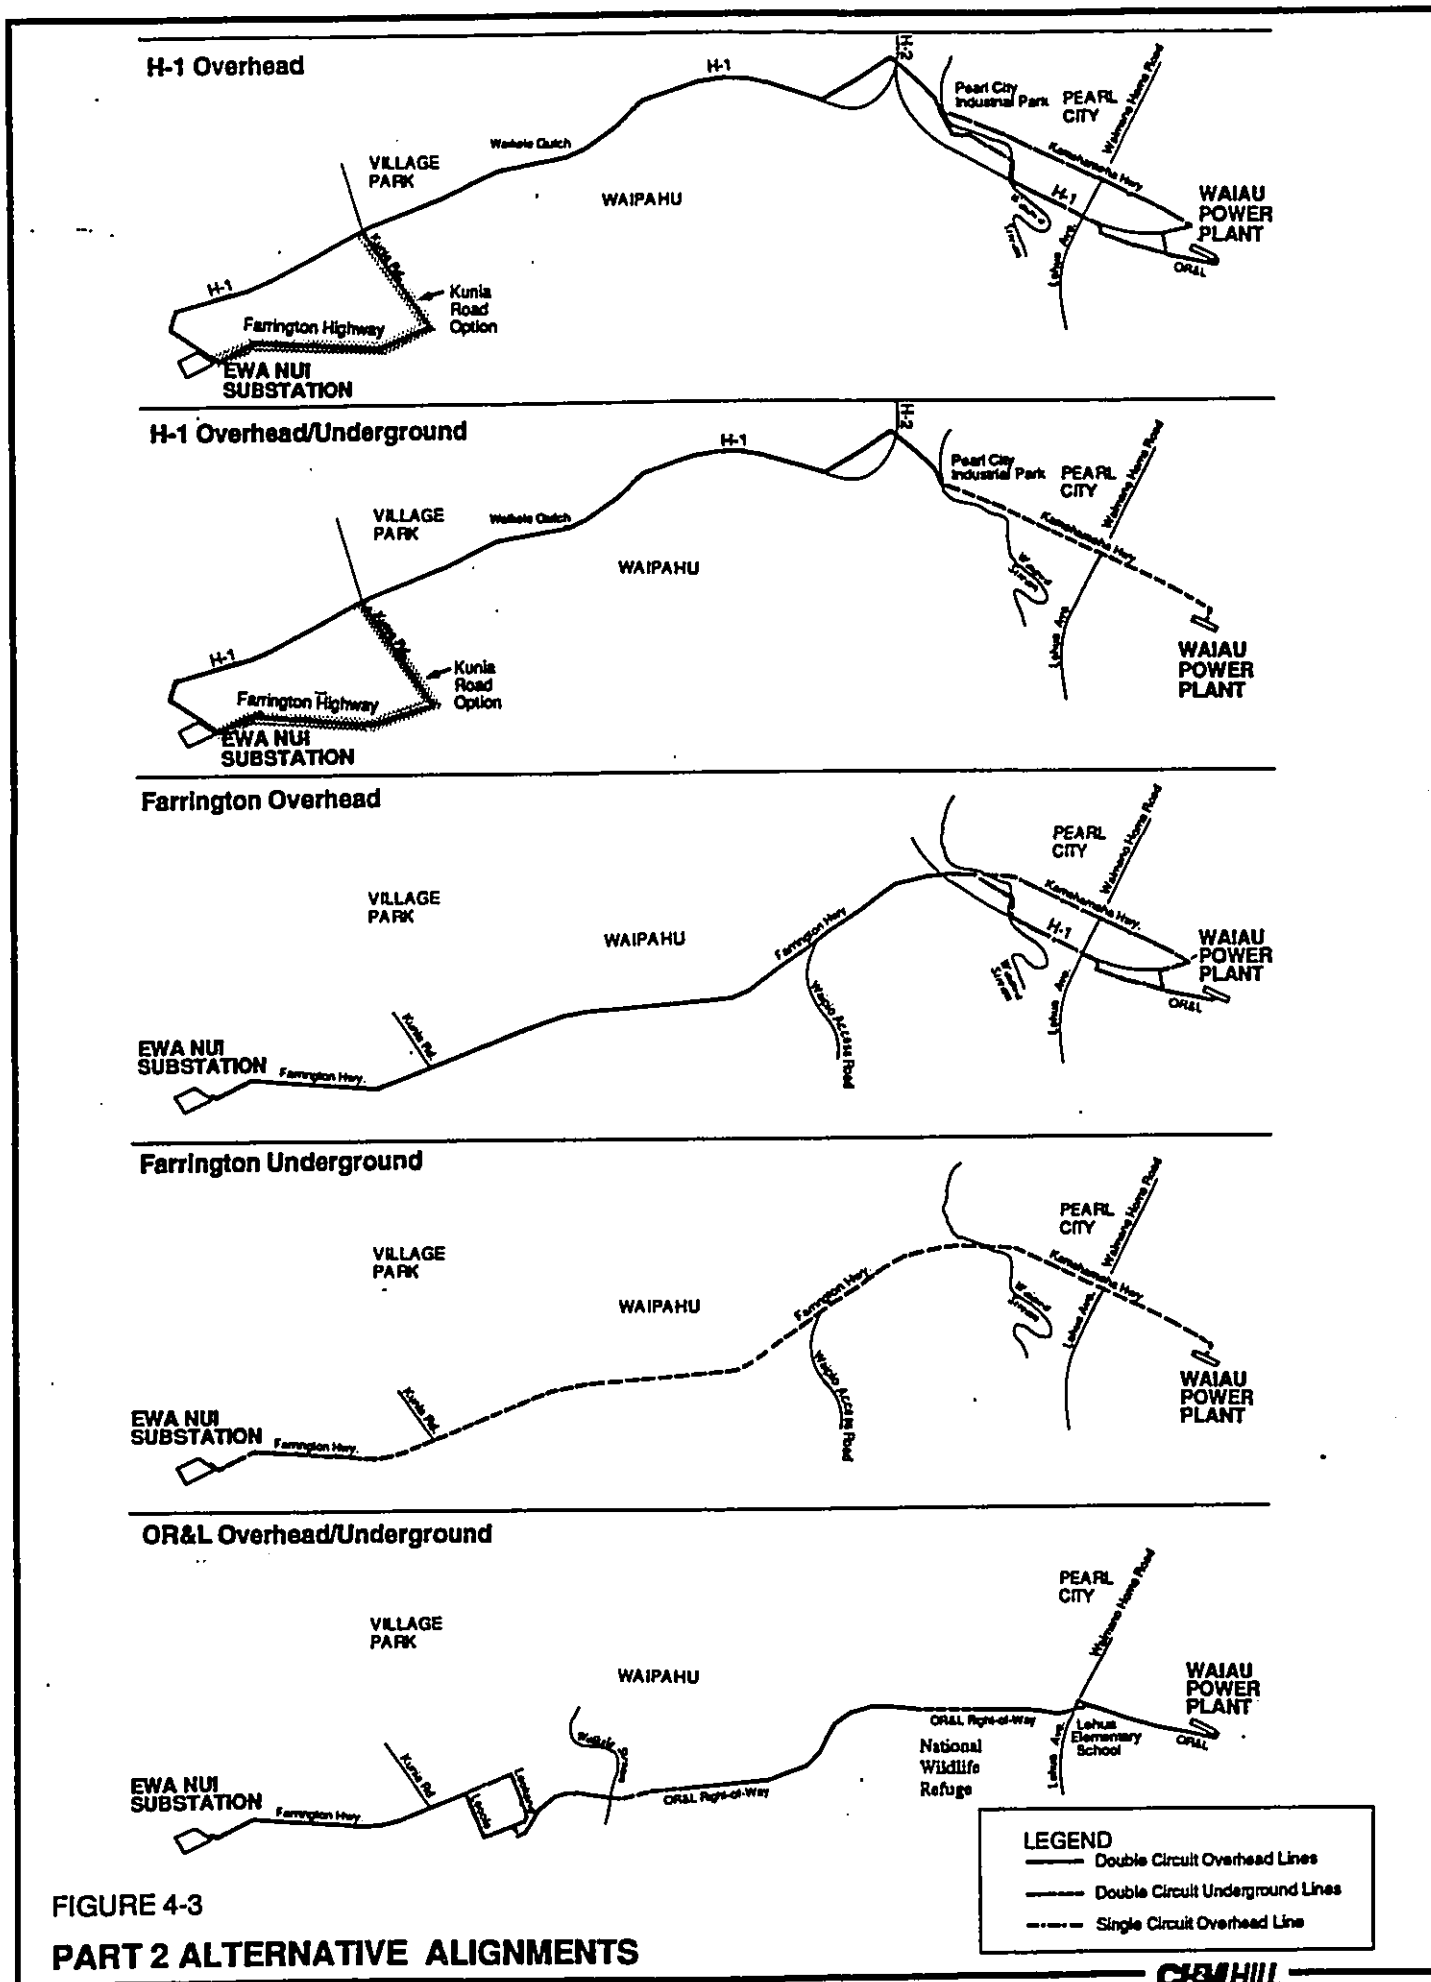 H-1 Overhead
H-1
H-2
Pearl City
Industrial Park
PEARL
CITY
Waimano Home Road
VILLAGE
PARK
WAIPAHU
Kamehameha Hwy
H-1
WAIAU
POWER
PLANT
Kunia Rd.
Lehua Ave.
OR&L
H-1
Kunia
Road
Option
Farrington Highway
EWA NUI
SUBSTATION
H-1 Overhead/Underground
H-1
H-2
Pearl City
Industrial Park
PEARL
CITY
Waimano Home Road
VILLAGE
PARK
WAIPAHU
Kamehameha Hwy
Kunia Rd.
Lehua Ave.
H-1
Kunia
Road
Option
WAIAU
POWER
PLANT
Farrington Highway
EWA NUI
SUBSTATION
Farrington Overhead
PEARL
CITY
Waimano Home Road
VILLAGE
PARK
WAIPAHU
Farrington Hwy
Kamehameha Hwy.
H-1
WAIAU
POWER
PLANT
Lehua Ave.
OR&L
Waipio Access Road
Kunia Rd.
EWA NUI
SUBSTATION
Farrington Hwy.
Farrington Underground
PEARL
CITY
Waimano Home Road
VILLAGE
PARK
WAIPAHU
Farrington Hwy.
Kamehameha Hwy
Lehua Ave.
Waipio Access Road
WAIAU
POWER
PLANT
Kunia Rd.
EWA NUI
SUBSTATION
Farrington Hwy.
OR&L Overhead/Underground
PEARL
CITY
Waimano Home Road
VILLAGE
PARK
WAIPAHU
WAIAU
POWER
PLANT
OR&L Right-of-Way
Lehua Ave.
Lehua
Elementary
School
OR&L
National
Wildlife
Refuge
Kunia Rd
EWA NUI
SUBSTATION
Farrington Hwy
OR&L Right-of-Way
LEGEND
Double Circuit Overhead Lines
Double Circuit Underground Lines
Single Circuit Overhead Line
FIGURE 4-3
PART 2 ALTERNATIVE ALIGNMENTS
CH2M HILL